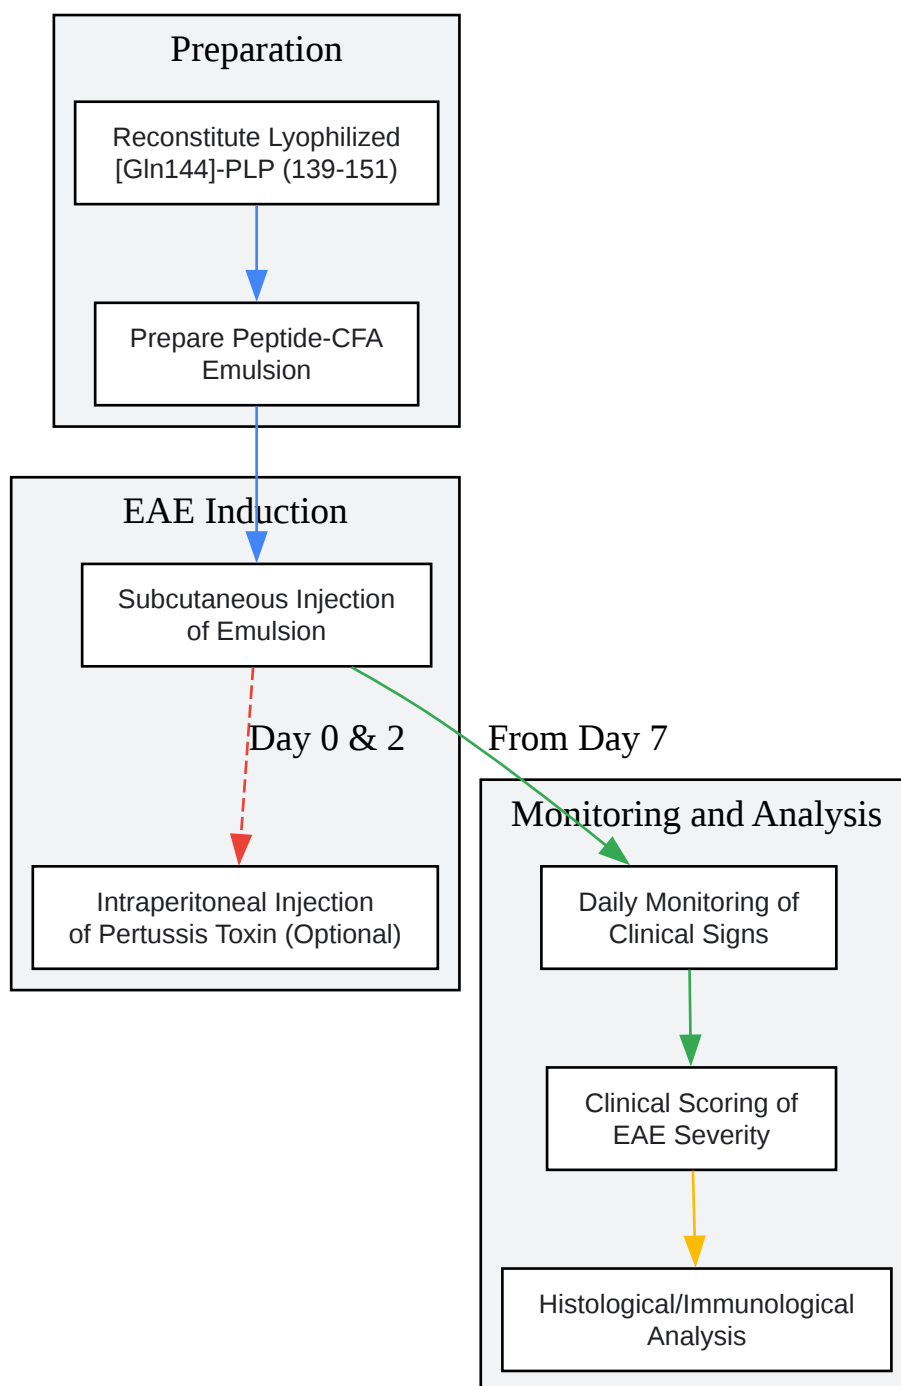 Preparation
Reconstitute Lyophilized
[Gln144]-PLP (139-151)
Prepare Peptide-CFA
Emulsion
EAE Induction
Subcutaneous Injection
of Emulsion
Day 0 & 2
From Day 7
Intraperitoneal Injection
of Pertussis Toxin (Optional)
Monitoring and Analysis
Daily Monitoring of
Clinical Signs
Clinical Scoring of
EAE Severity
Histological/Immunological
Analysis